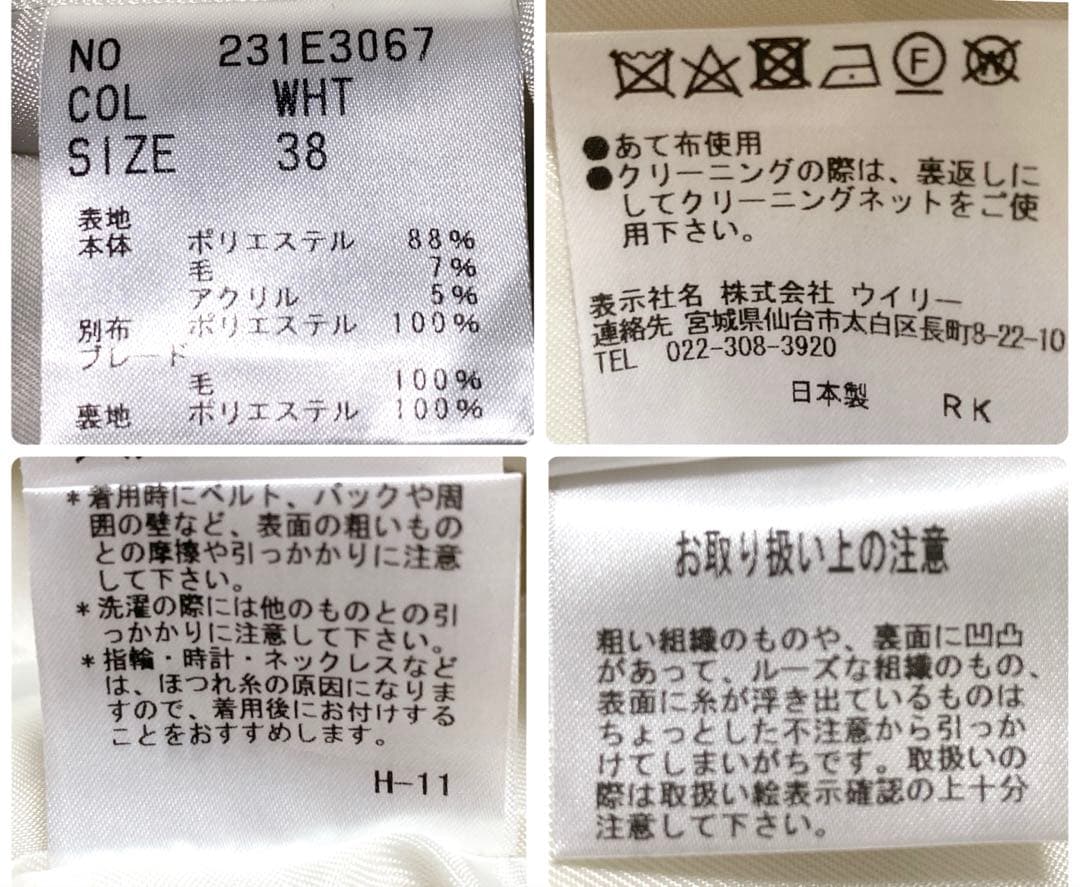 NO 231E3067
COL WHT
SIZE 38
表地
本体 ポリエステル 88%
毛 7%
アクリル 5%
別布 ポリエステル 100%
ブレード
毛 100%
裏地 ポリエステル 100%
F
W
●あて布使用
●クリーニングの際は、裏返しに
してクリーニングネットをご使
用下さい。
表示社名 株式会社 ウイリー
連絡先 宮城県仙台市太白区長町8-22-10
TEL 022-308-3920
日本製 RK
*着用時にベルト、バックや周
囲の壁など、表面の粗いもの
との摩擦や引っかかりに注意
して下さい。
*洗濯の際には他のものとの引
っかかりに注意して下さい。
*指輪・時計・ネックレスなど
は、ほつれ糸の原因になりま
すので、着用後にお付けする
ことをおすすめします。
H-11
お取り扱い上の注意
粗い組織のものや、裏面に凹凸
があって、ルーズな組織のもの、
表面に糸が浮き出ているものは
ちょっとした不注意から引っか
けてしまいがちです。取扱いの
際は取扱い絵表示確認の上十分
注意して下さい。